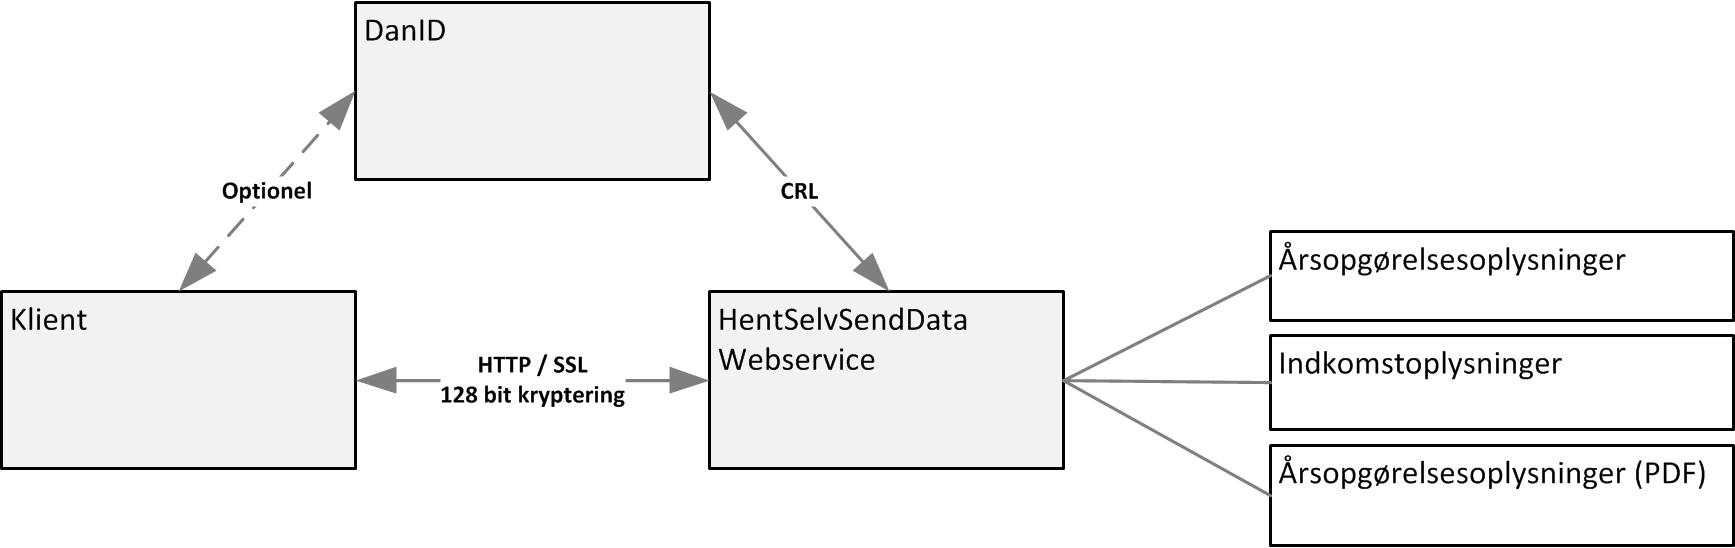 DanID
Optionel
CRL
Klient
HTTP / SSL
128 bit kryptering
HentSelvSendData
Webservice
Årsopgørelsesoplysninger
Indkomstoplysninger
Årsopgørelsesoplysninger (PDF)